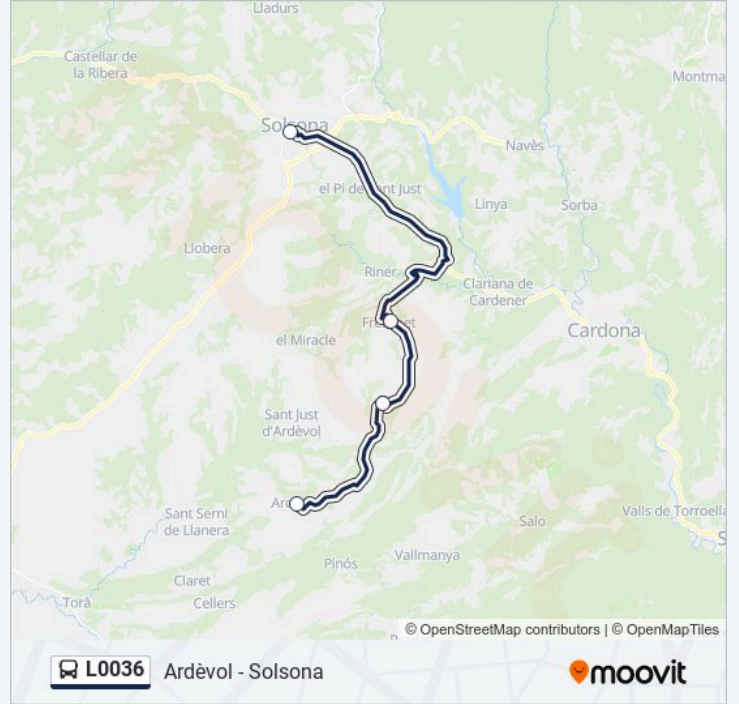 Lladurs
Castellar de
la Ribera
Montma
Solsona
Navès
el Pi de Sant Just
Linya
Sorba
Llobera
Riner
Clariana de
Cardener
Cardona
el Miracle
Sant Just
d'Ardèvol
Sant Serni
de Llanera
Salo
Valls de Torroella
S
Pinós
Vallmanya
Claret
Torà
Cellers
© OpenStreetMap contributors | © OpenMapTiles
L0036 Ardèvol - Solsona
moovit